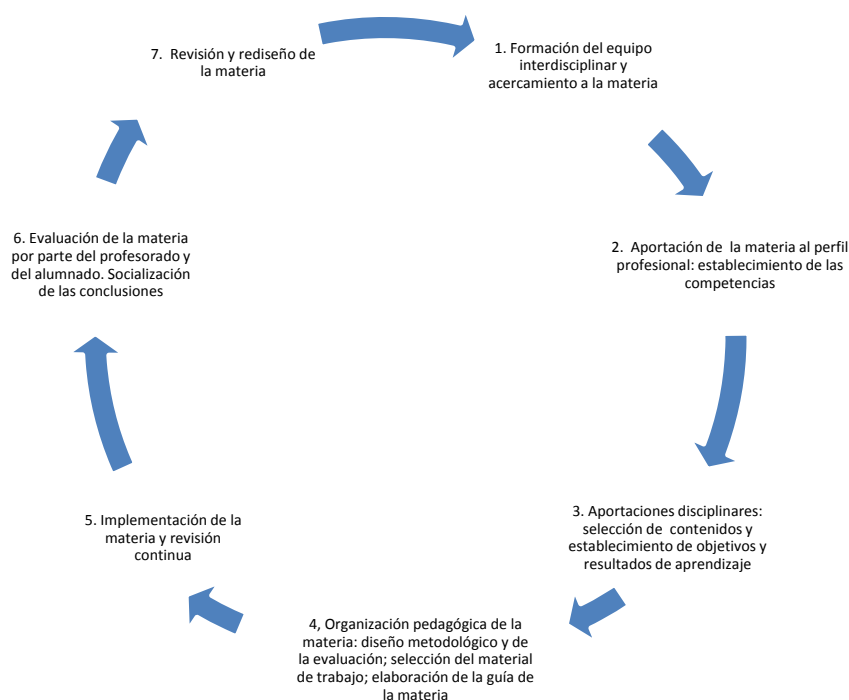 1. Formación del equipo
interdisciplinar y
acercamiento a la materia
2.  Aportación de  la materia al perfil
profesional: establecimiento de las
competencias
3. Aportaciones disciplinares:
selección de  contenidos y
establecimiento de objetivos y
resultados de aprendizaje
4, Organización pedagógica de la
materia: diseño metodológico y de
la evaluación; selección del material
de trabajo; elaboración de la guía de
la materia
5. Implementación de la
materia y revisión
continua
6. Evaluación de la materia
por parte del profesorado y
del alumnado. Socialización
de las conclusiones
7.  Revisión y rediseño de
la materia